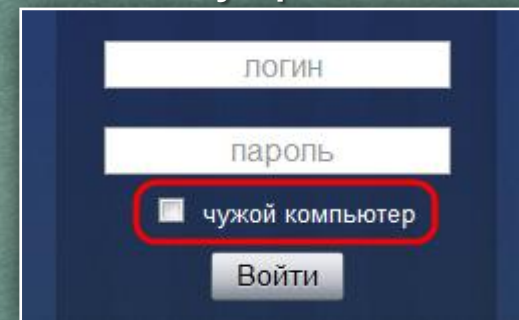 логин
пароль
чужой компьютер
Войти